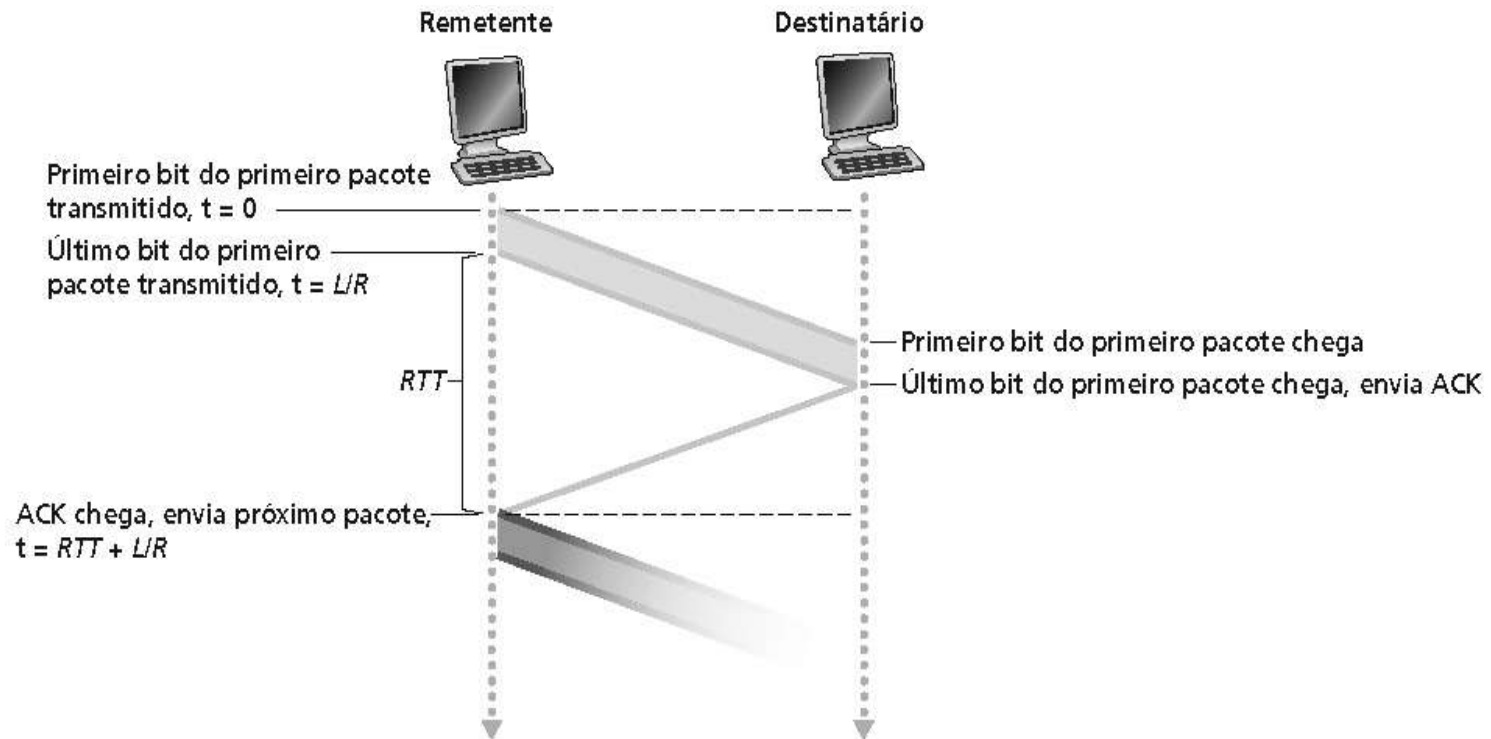 Remetente
Destinatário
Primeiro bit do primeiro pacote
transmitido, t = 0
Último bit do primeiro
pacote transmitido, t = L/R
Primeiro bit do primeiro pacote chega
RTT
Último bit do primeiro pacote chega, envia ACK
ACK chega, envia próximo pacote,
t = RTT + L/R